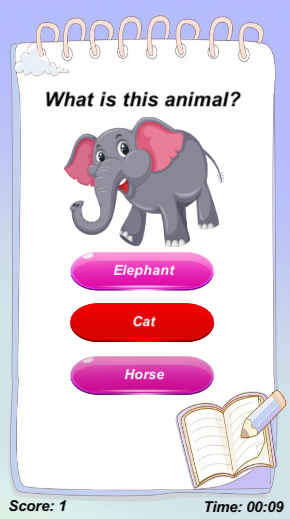 What is this animal?
Elephant
Cat
Horse
Score: 1
Time: 00:09